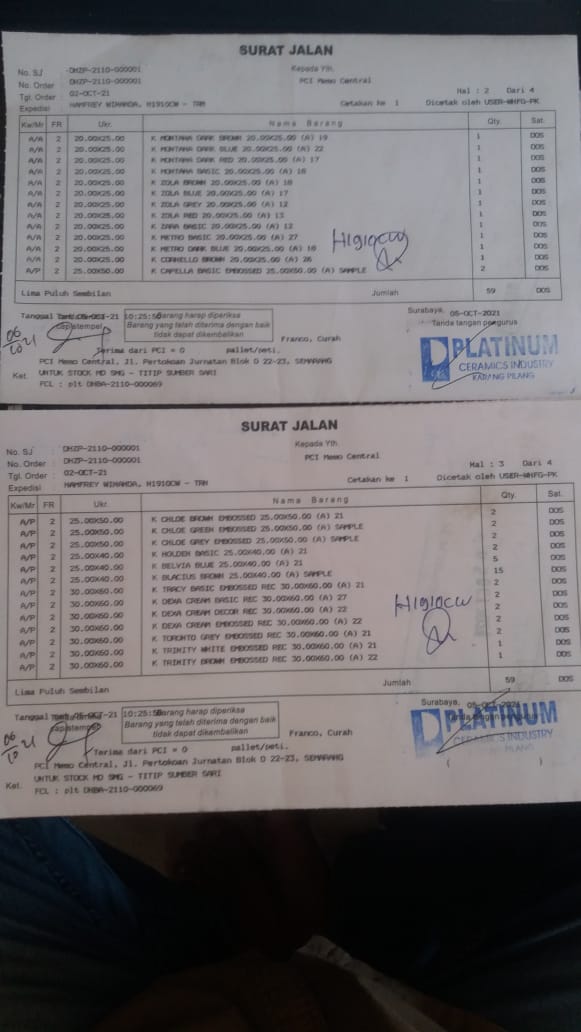 SURAT JALAN
No. SJ : DHZP-2110-000001
Kepada Yth.
No. Order : DHZP-2110-000001
PCI Memo Central
Tgl. Order : 02-OCT-21
Hal : 2 Dari 4
Expedisi : HAMFREY WIMANDA, H1910CW - TRM
Cetakan ke 1
Dicetak oleh USER-WHFG-PK
Kw/Mr FR Ukr. Nama Barang Qty. Sat.
A/A 2 20.00X25.00 K MONTANA DARK BROWN 20.00X25.00 (A) 19 1 DOS
A/A 2 20.00X25.00 K MONTANA DARK BLUE 20.00X25.00 (A) 22 1 DOS
A/A 2 20.00X25.00 K MONTANA DARK RED 20.00X25.00 (A) 17 1 DOS
A/A 2 20.00X25.00 K MONTANA BASIC 20.00X25.00 (A) 18 1 DOS
A/A 2 20.00X25.00 K ZOLA BROWN 20.00X25.00 (A) 18 1 DOS
A/A 2 20.00X25.00 K ZOLA BLUE 20.00X25.00 (A) 17 1 DOS
A/A 2 20.00X25.00 K ZOLA GREY 20.00X25.00 (A) 12 1 DOS
A/A 2 20.00X25.00 K ZOLA RED 20.00X25.00 (A) 13 1 DOS
A/A 2 20.00X25.00 K ZARA BASIC 20.00X25.00 (A) 12 1 DOS
A/A 2 20.00X25.00 K METRO BASIC 20.00X25.00 (A) 27 1 DOS
A/A 2 20.00X25.00 K METRO DARK BLUE 20.00X25.00 (A) 18 1 DOS
A/A 2 20.00X25.00 K CORNELLO BROWN 20.00X25.00 (A) 26 1 DOS
A/P 2 25.00X50.00 K CAPELLA BASIC EMBOSSED 25.00X50.00 (A) SAMPLE 2 DOS
H1910CW
Lima Puluh Sembilan Jumlah 59 DOS
Surabaya, 05-OCT-2021
Tanda tangan pengurus
Tanggal 05-OCT-21 10:25:56
cap/stempel
06/10 21
Barang harap diperiksa
Barang yang telah diterima dengan baik
tidak dapat dikembalikan
Franco, Curah
Terima dari PCI = 0 pallet/peti.
PCI Memo Central, Jl. Pertokoan Jurnatan Blok D 22-23, SEMARANG
Ket. UNTUK STOCK MD SMG - TITIP SUMBER SARI
FCL : plt DHBA-2110-000069
PLATINUM
CERAMICS INDUSTRY
KARANG PILANG
SURAT JALAN
No. SJ : DHZP-2110-000001
Kepada Yth.
No. Order : DHZP-2110-000001
PCI Memo Central
Tgl. Order : 02-OCT-21
Hal : 3 Dari 4
Expedisi : HAMFREY WIMANDA, H1910CW - TRM
Cetakan ke 1
Dicetak oleh USER-WHFG-PK
Kw/Mr FR Ukr. Nama Barang Qty. Sat.
A/P 2 25.00X50.00 K CHLOE BROWN EMBOSSED 25.00X50.00 (A) 21 2 DOS
A/P 2 25.00X50.00 K CHLOE GREEN EMBOSSED 25.00X50.00 (A) SAMPLE 2 DOS
A/P 2 25.00X50.00 K CHLOE GREY EMBOSSED 25.00X50.00 (A) SAMPLE 2 DOS
A/P 2 25.00X40.00 K HOLDEN BASIC 25.00X40.00 (A) 21 2 DOS
A/P 2 25.00X40.00 K BELVIA BLUE 25.00X40.00 (A) 21 5 DOS
A/P 2 25.00X40.00 K BLACIUS BROWN 25.00X40.00 (A) SAMPLE 15 DOS
A/P 2 30.00X60.00 K TRACY BASIC EMBOSSED REC 30.00X60.00 (A) 21 2 DOS
A/P 2 30.00X60.00 K DEXA CREAM BASIC REC 30.00X60.00 (A) 27 2 DOS
A/P 2 30.00X60.00 K DEXA CREAM DECOR REC 30.00X60.00 (A) 22 2 DOS
A/P 2 30.00X60.00 K DEXA CREAM EMBOSSED REC 30.00X60.00 (A) 22 2 DOS
A/P 2 30.00X60.00 K TORONTO GREY EMBOSSED REC 30.00X60.00 (A) 21 2 DOS
A/P 2 30.00X60.00 K TRINITY WHITE EMBOSSED REC 30.00X60.00 (A) 21 1 DOS
A/P 2 30.00X60.00 K TRINITY BROWN EMBOSSED REC 30.00X60.00 (A) 22 1 DOS
H1910CW
Lima Puluh Sembilan Jumlah 59 DOS
Surabaya, 05-OCT-2021
Tanda tangan pengurus
Tanggal 05-OCT-21 10:25:56
cap/stempel
06/10 21
Barang harap diperiksa
Barang yang telah diterima dengan baik
tidak dapat dikembalikan
Franco, Curah
Terima dari PCI = 0 pallet/peti.
PCI Memo Central, Jl. Pertokoan Jurnatan Blok D 22-23, SEMARANG
Ket. UNTUK STOCK MD SMG - TITIP SUMBER SARI
FCL : plt DHBA-2110-000069
PLATINUM
CERAMICS INDUSTRY
PILANG
( )